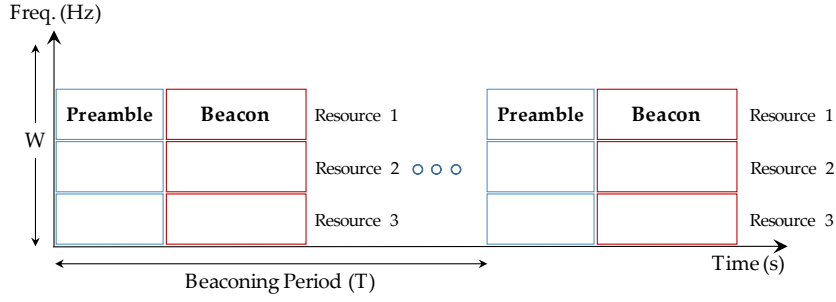 Freq. (Hz)
W
Preamble Beacon Resource 1
Resource 2
Resource 3
Preamble Beacon Resource 1
Resource 2
Resource 3
Time (s)
Beaconing Period (T)